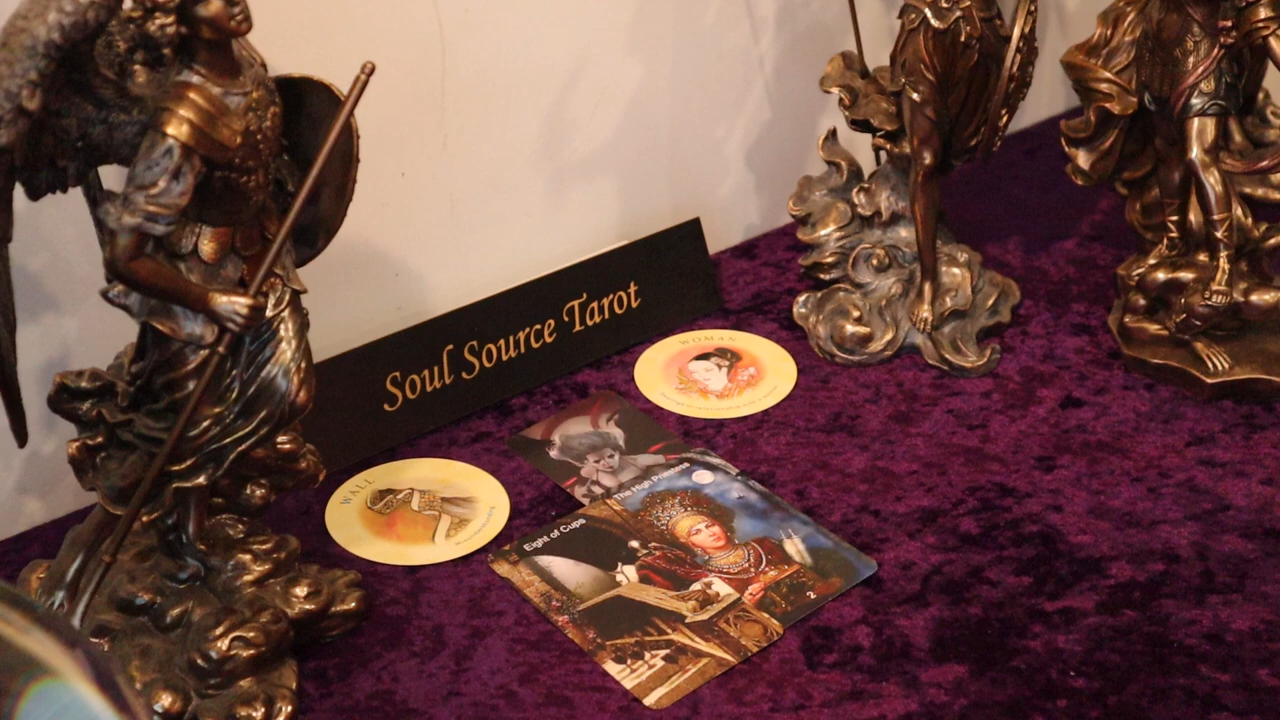 Soul Source Tarot
WOMAN
WALL
The High Priestess
Eight of Cups
2